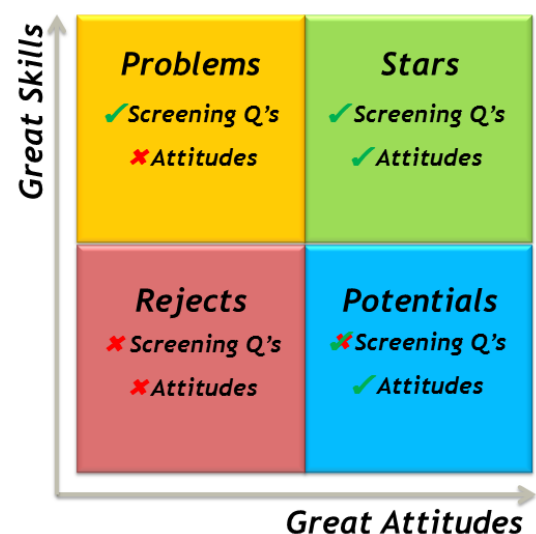 Great Skills
Problems
Screening Q's
Attitudes
Stars
Screening Q's
Attitudes
Rejects
Screening Q's
Attitudes
Potentials
Screening Q's
Attitudes
Great Attitudes